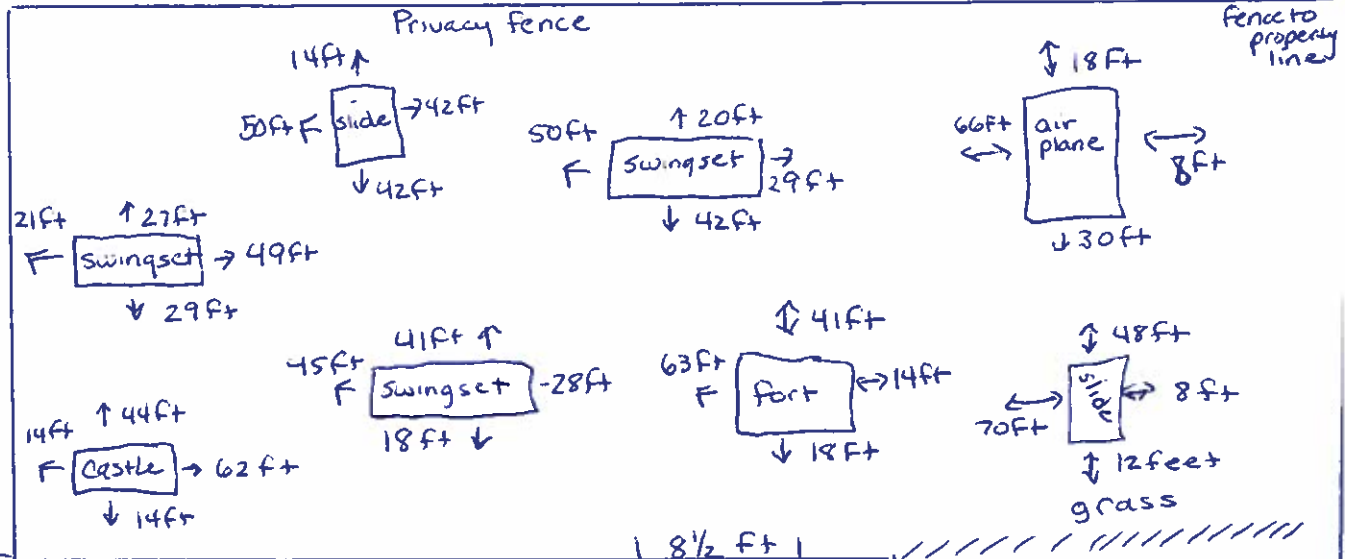 Privacy Fence
fence to
property
line
14ft
50ft slide 42ft
42ft
20ft
50ft swingset 29ft
42ft
18ft
66ft air
plane 8ft
30ft
21ft 27ft
swingset 49ft
29ft
41ft
45ft swingset -28ft
18ft
41ft
63ft fort 14ft
18ft
48ft
70ft slide 8ft
12feet
grass
14ft 44ft
castle 62ft
14ft
8½ ft